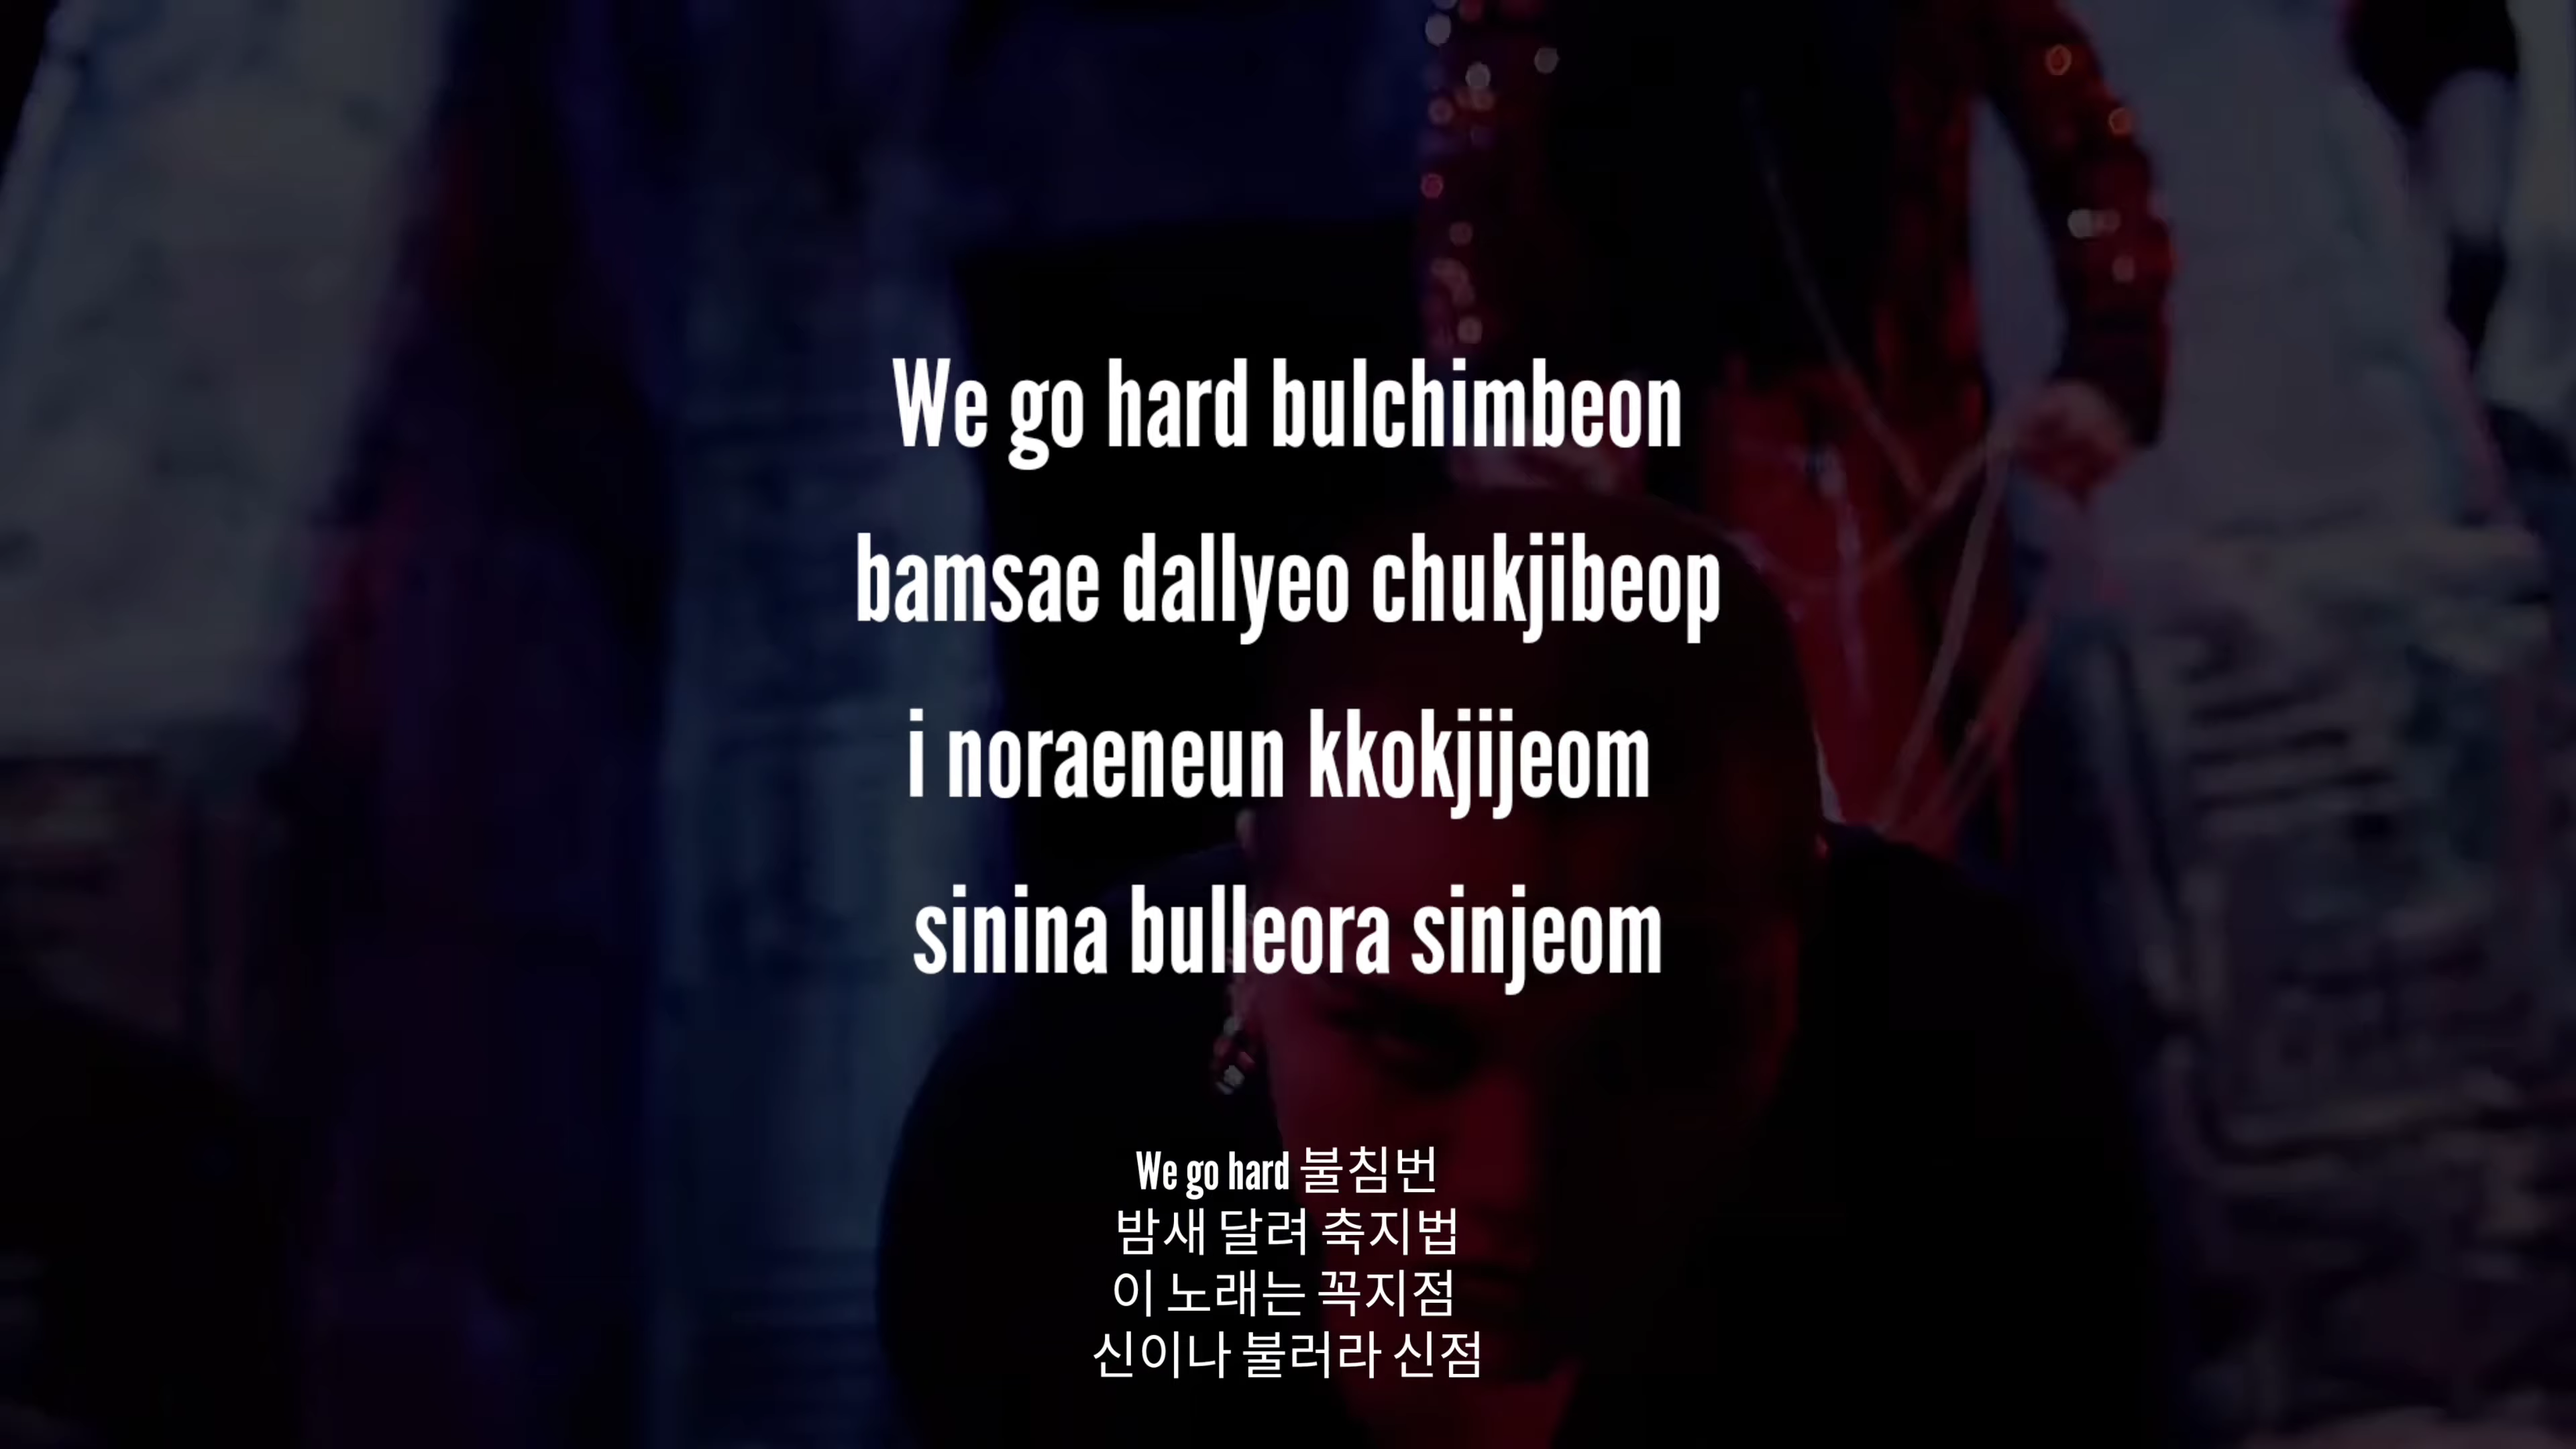 We go hard bulchimbeon
bamsae dallyeo chukjibeop
i noraeneun kkokjijeom
sinina bulleora sinjeom
We go hard 불침번
밤새 달려 축지법
이 노래는 꼭지점
신이나 불러라 신점